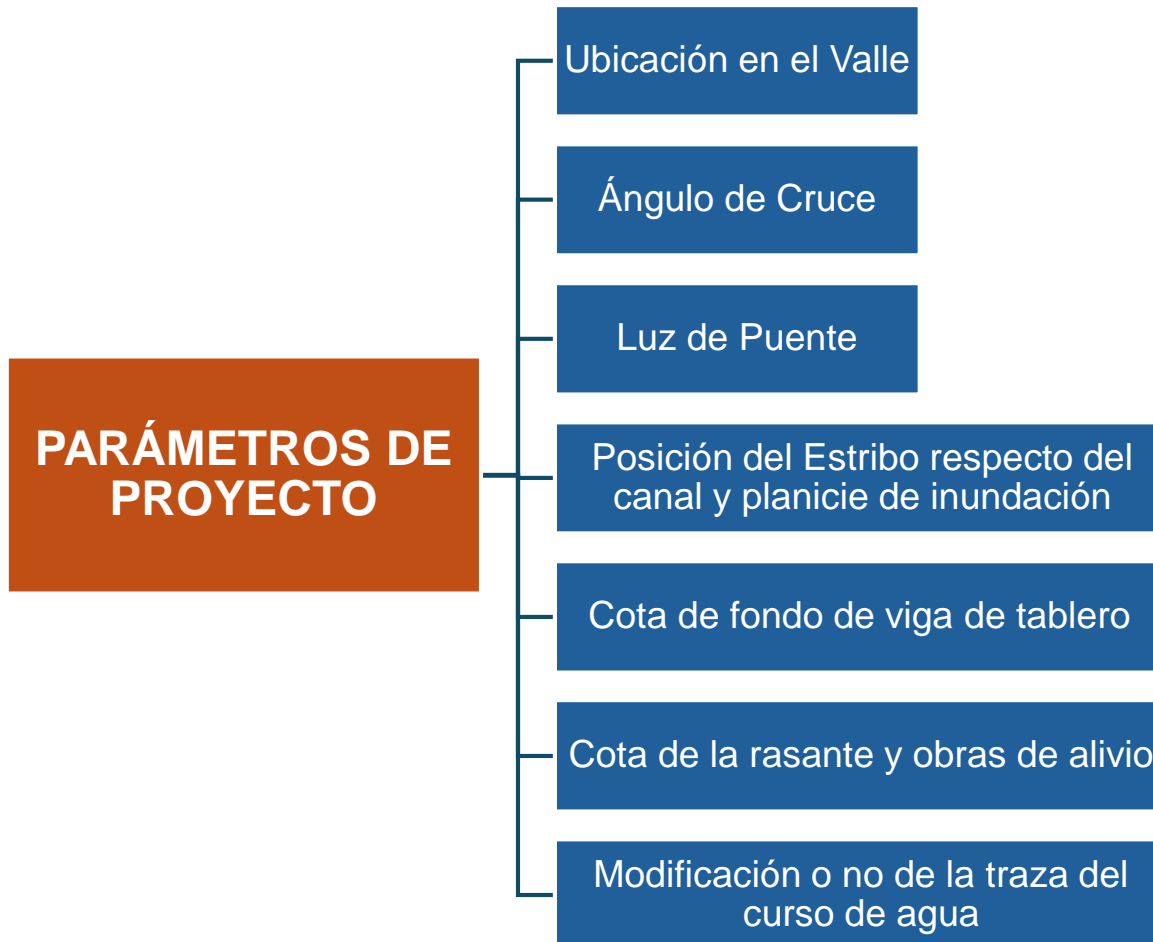 PARÁMETROS DE
PROYECTO
Ubicación en el Valle
Ángulo de Cruce
Luz de Puente
Posición del Estribo respecto del
canal y planicie de inundación
Cota de fondo de viga de tablero
Cota de la rasante y obras de alivio
Modificación o no de la traza del
curso de agua